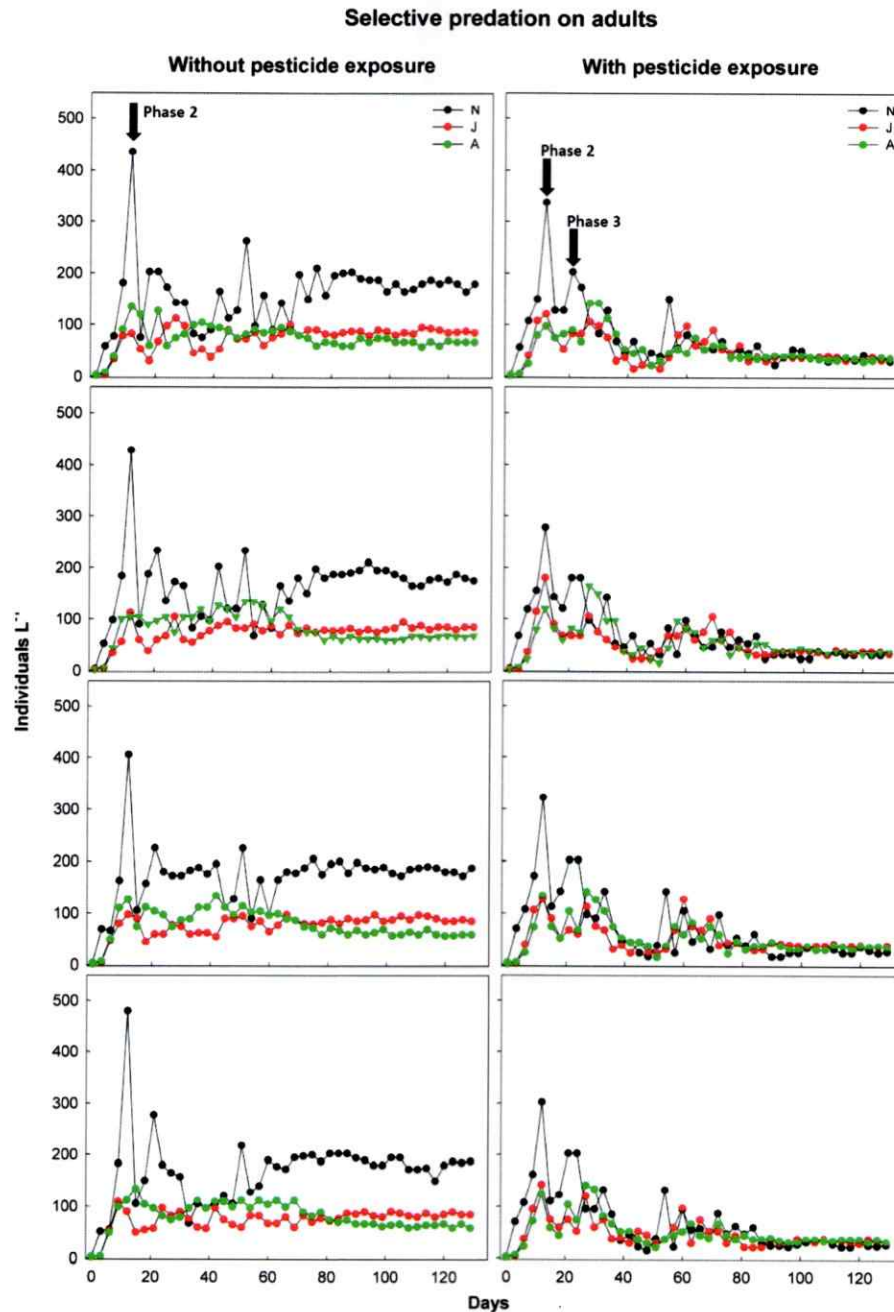 Selective predation on adults
Without pesticide exposure
With pesticide exposure
Phase 2
N
J
A
Phase 2
Phase 3
N
J
A
500
400
300
200
100
0
500
400
300
200
100
0
500
400
300
200
100
0
500
400
300
200
100
0
Individuals L
0 20 40 60 80 100 120
0 20 40 60 80 100 120
Days